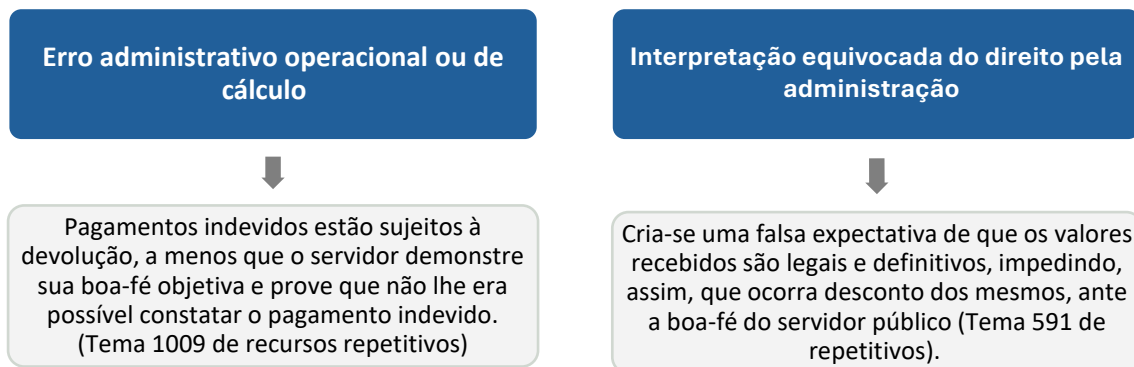 Erro administrativo operacional ou de
cálculo
Pagamentos indevidos estão sujeitos à
devolução, a menos que o servidor demonstre
sua boa-fé objetiva e prove que não lhe era
possível constatar o pagamento indevido.
(Tema 1009 de recursos repetitivos)
Interpretação equivocada do direito pela
administração
Cria-se uma falsa expectativa de que os valores
recebidos são legais e definitivos, impedindo,
assim, que ocorra desconto dos mesmos, ante
a boa-fé do servidor público (Tema 591 de
repetitivos).